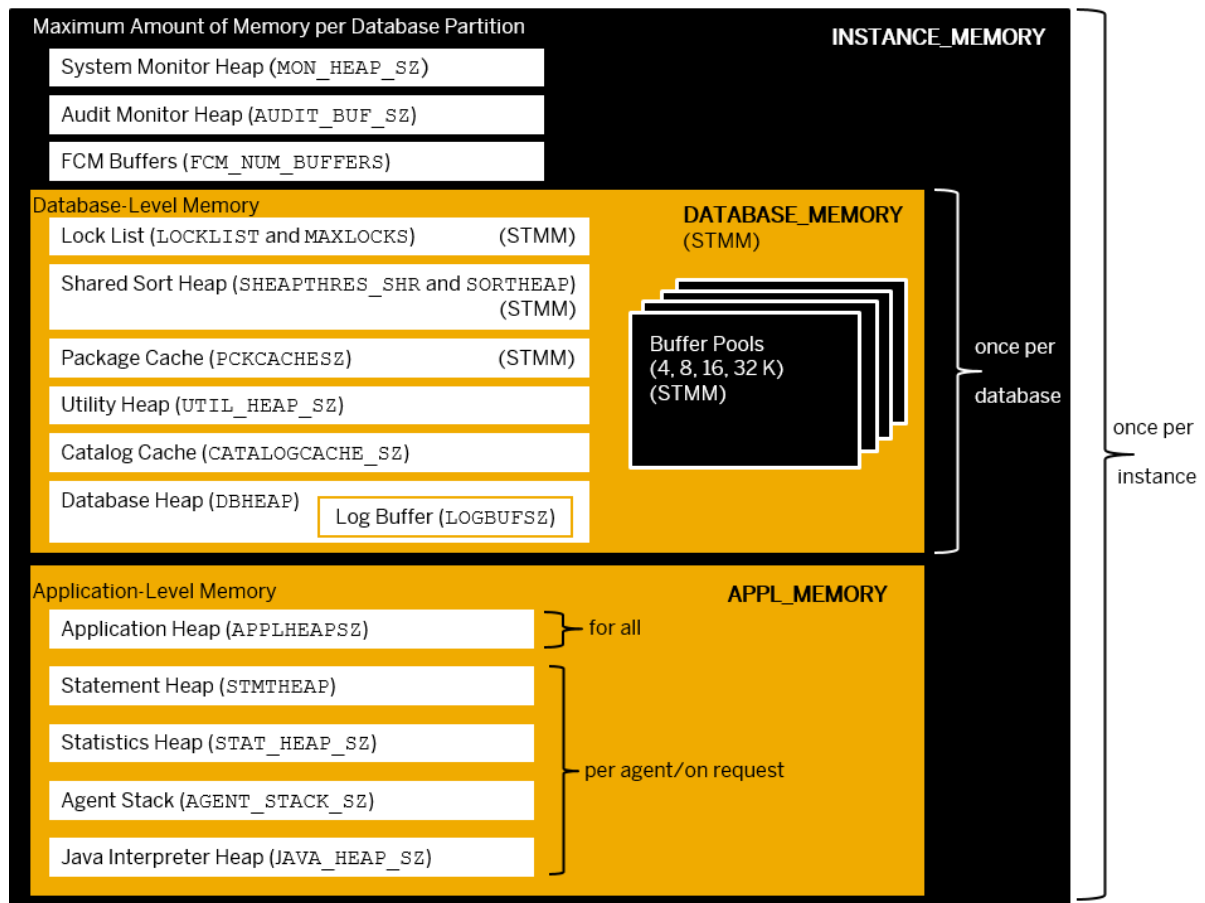 Maximum Amount of Memory per Database Partition
INSTANCE_MEMORY
System Monitor Heap (MON_HEAP_SZ)
Audit Monitor Heap (AUDIT_BUF_SZ)
FCM Buffers (FCM_NUM_BUFFERS)
Database-Level Memory
DATABASE_MEMORY
(STMM)
Lock List (LOCKLIST and MAXLOCKS) (STMM)
Shared Sort Heap (SHEAPTHRES_SHR and SORTHEAP)
(STMM)
Package Cache (PCKCACHESZ) (STMM)
Utility Heap (UTIL_HEAP_SZ)
Catalog Cache (CATALOGCACHE_SZ)
Database Heap (DBHEAP)
Log Buffer (LOGBUFSZ)
Buffer Pools
(4, 8, 16, 32 K)
(STMM)
once per
database
once per
instance
Application-Level Memory
APPL_MEMORY
Application Heap (APPLHEAPSZ)
for all
Statement Heap (STMTHEAP)
Statistics Heap (STAT_HEAP_SZ)
Agent Stack (AGENT_STACK_SZ)
Java Interpreter Heap (JAVA_HEAP_SZ)
per agent/on request